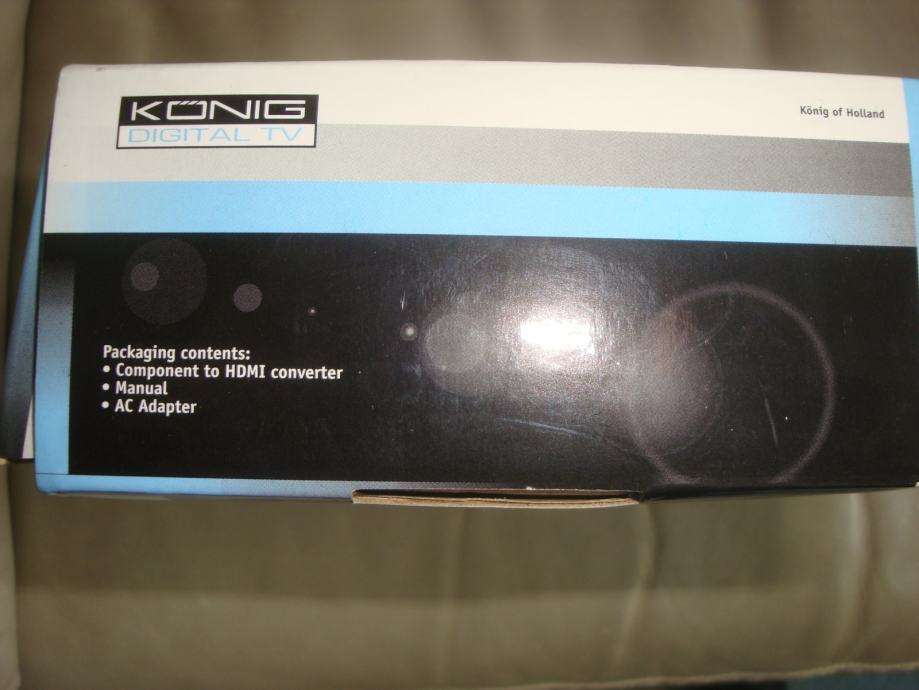 KÖNIG
DIGITAL TV
König of Holland
Packaging contents:
• Component to HDMI converter
• Manual
• AC Adapter